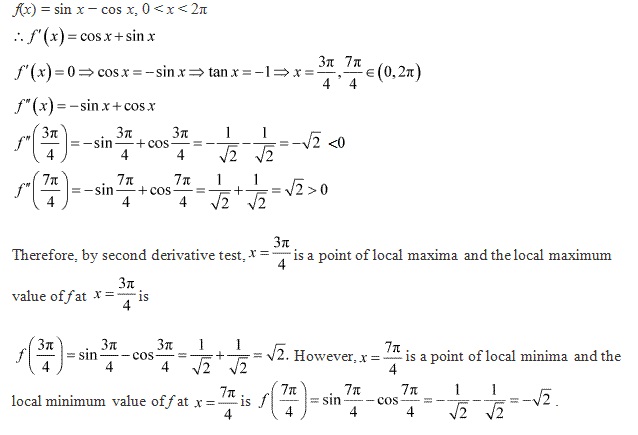 f(x) = sin x − cos x, 0 < x < 2π
∴ f'(x) = cos x + sin x
f'(x) = 0 ⇒ cos x = −sin x ⇒ tan x = −1 ⇒ x = 3π/4, 7π/4 ∈ (0, 2π)
f"(x) = −sin x + cos x
f"(3π/4) = −sin 3π/4 + cos 3π/4 = −1/√2 − 1/√2 = −√2 <0
f"(7π/4) = −sin 7π/4 + cos 7π/4 = 1/√2 + 1/√2 = √2 > 0
Therefore, by second derivative test, x = 3π/4 is a point of local maxima and the local maximum
value of f at x = 3π/4 is
f(3π/4) = sin 3π/4 − cos 3π/4 = 1/√2 + 1/√2 = √2. However, x = 7π/4 is a point of local minima and the
local minimum value of f at x = 7π/4 is f(7π/4) = sin 7π/4 − cos 7π/4 = −1/√2 − 1/√2 = −√2 .